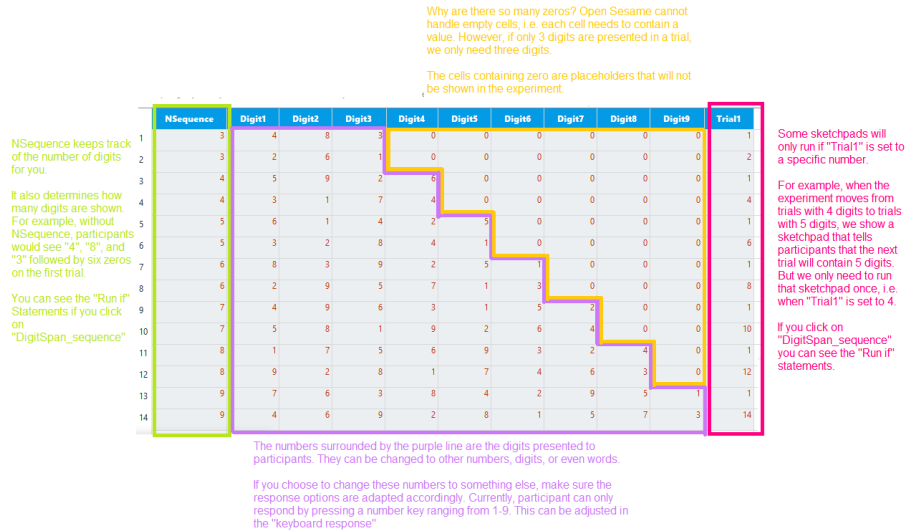 Why are there so many zeros? Open Sesame cannot
handle empty cells, i.e. each cell needs to contain a
value. However, if only 3 digits are presented in a trial,
we only need three digits.
The cells containing zero are placeholders that will not
be shown in the experiment.
NSequence Digit1 Digit2 Digit3 Digit4 Digit5 Digit6 Digit7 Digit8 Digit9 Trial1
1 3 4 8 3 0 0 0 0 0 0 1
2 3 2 6 1 0 0 0 0 0 0 2
3 4 5 9 2 6 0 0 0 0 0 1
4 4 3 1 7 4 0 0 0 0 0 4
5 5 6 1 4 2 5 0 0 0 0 1
6 5 3 2 8 4 1 0 0 0 0 6
7 6 8 3 9 2 5 1 0 0 0 1
8 6 2 9 5 7 1 3 0 0 0 8
9 7 4 9 6 3 1 5 2 0 0 1
10 7 5 8 1 9 2 6 4 0 0 10
11 8 1 7 5 6 9 3 2 4 0 1
12 8 9 2 8 1 7 4 6 3 0 12
13 9 7 6 3 8 4 2 9 5 1 1
14 9 4 6 9 2 8 1 5 7 3 14
NSequence keeps track
of the number of digits
for you.
It also determines how
many digits are shown.
For example, without
NSequence, participants
would see "4", "8", and
"3" followed by six zeros
on the first trial.
You can see the "Run if"
Statements if you click
on
"DigitSpan_sequence"
Some sketchpads will
only run if "Trial1" is set to
a specific number.
For example, when the
experiment moves from
trials with 4 digits to trials
with 5 digits, we show a
sketchpad that tells
participants that the next
trial will contain 5 digits.
But we only need to run
that sketchpad once, i.e.
when "Trial1" is set to 4.
If you click on
"DigitSpan_sequence"
you can see the "Run if"
statements.
The numbers surrounded by the purple line are the digits presented to
participants. They can be changed to other numbers, digits, or even words.
If you choose to change these numbers to something else, make sure the
response options are adapted accordingly. Currently, participant can only
respond by pressing a number key ranging from 1-9. This can be adjusted in
the "keyboard response"